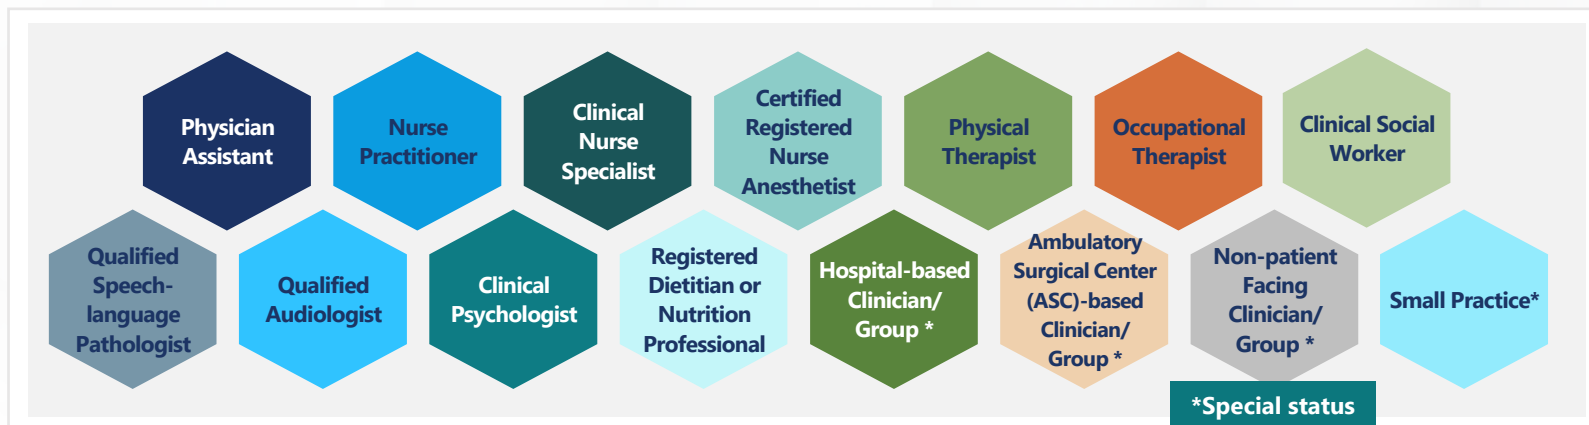 Physician
Assistant
Nurse
Practitioner
Clinical
Nurse
Specialist
Certified
Registered
Nurse
Anesthetist
Physical
Therapist
Occupational
Therapist
Clinical Social
Worker
Qualified
Speech-
language
Pathologist
Qualified
Audiologist
Clinical
Psychologist
Registered
Dietitian or
Nutrition
Professional
Hospital-based
Clinician/
Group *
Ambulatory
Surgical Center
(ASC)-based
Clinician/
Group *
Non-patient
Facing
Clinician/
Group *
Small Practice*
*Special status